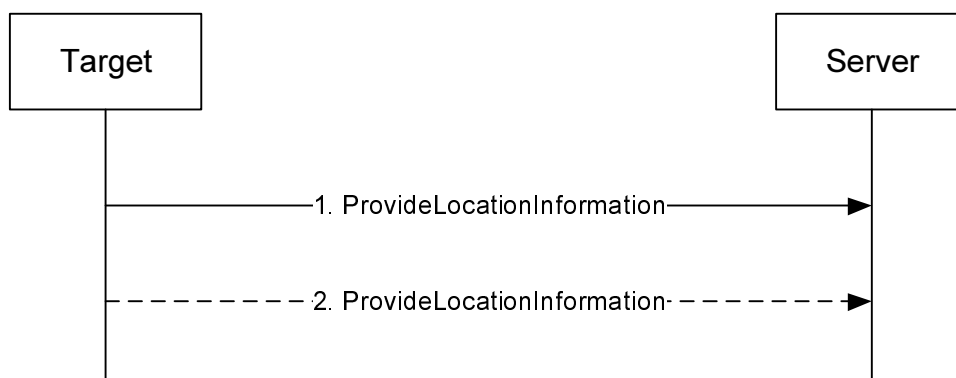 Target
Server
1. ProvideLocationInformation
2. ProvideLocationInformation